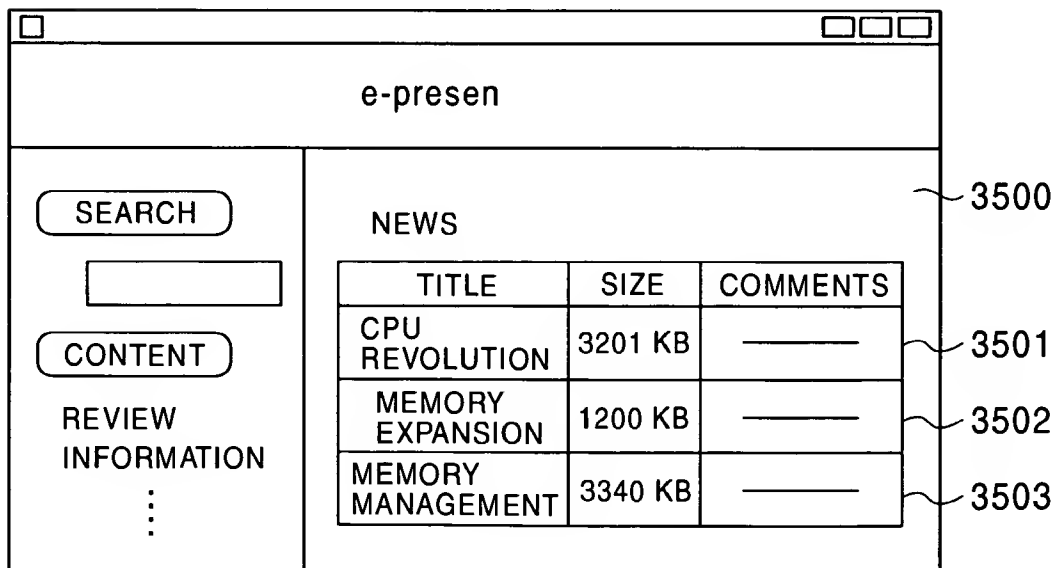 e-presen
SEARCH
CONTENT
REVIEW
INFORMATION
NEWS
TITLE SIZE COMMENTS
CPU
REVOLUTION 3201 KB
MEMORY
EXPANSION 1200 KB
MEMORY
MANAGEMENT 3340 KB
3500
3501
3502
3503